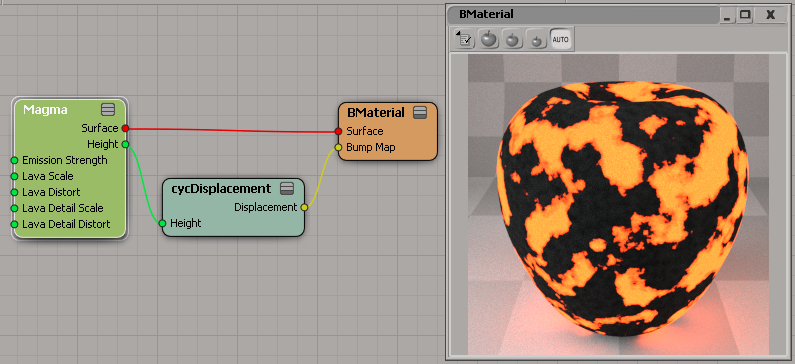 Magma
Surface
Height
Emission Strength
Lava Scale
Lava Distort
Lava Detail Scale
Lava Detail Distort
cycDisplacement
Displacement
Height
BMaterial
Surface
Bump Map
BMaterial
AUTO